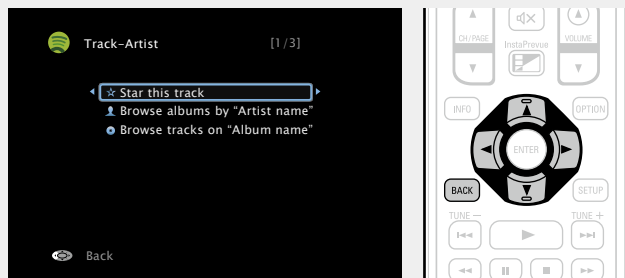 Track–Artist [1/3]
☆ Star this track
Browse albums by “Artist name”
Browse tracks on “Album name”
Back
CH/PAGE
InstaPrevue
VOLUME
INFO
OPTION
ENTER
BACK
SETUP
TUNE –
TUNE +